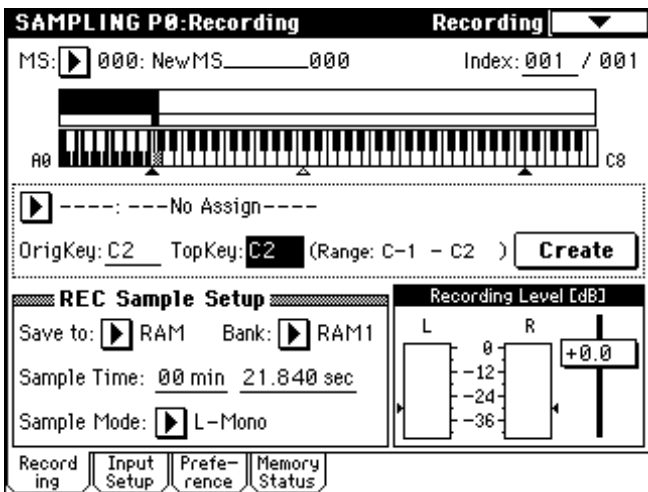 SAMPLING P0:Recording Recording
MS: 000: NewMS________000 Index: 001 / 001
A0 C8
----: ---No Assign----
OrigKey: C2 TopKey: C2 (Range: C-1 - C2 ) Create
REC Sample Setup Recording Level [dB]
Save to: RAM Bank: RAM1 L R
0 +0.0
Sample Time: 00 min 21.840 sec -12
-24
Sample Mode: L-Mono -36
Record ing Input Setup Prefe- rence Memory Status